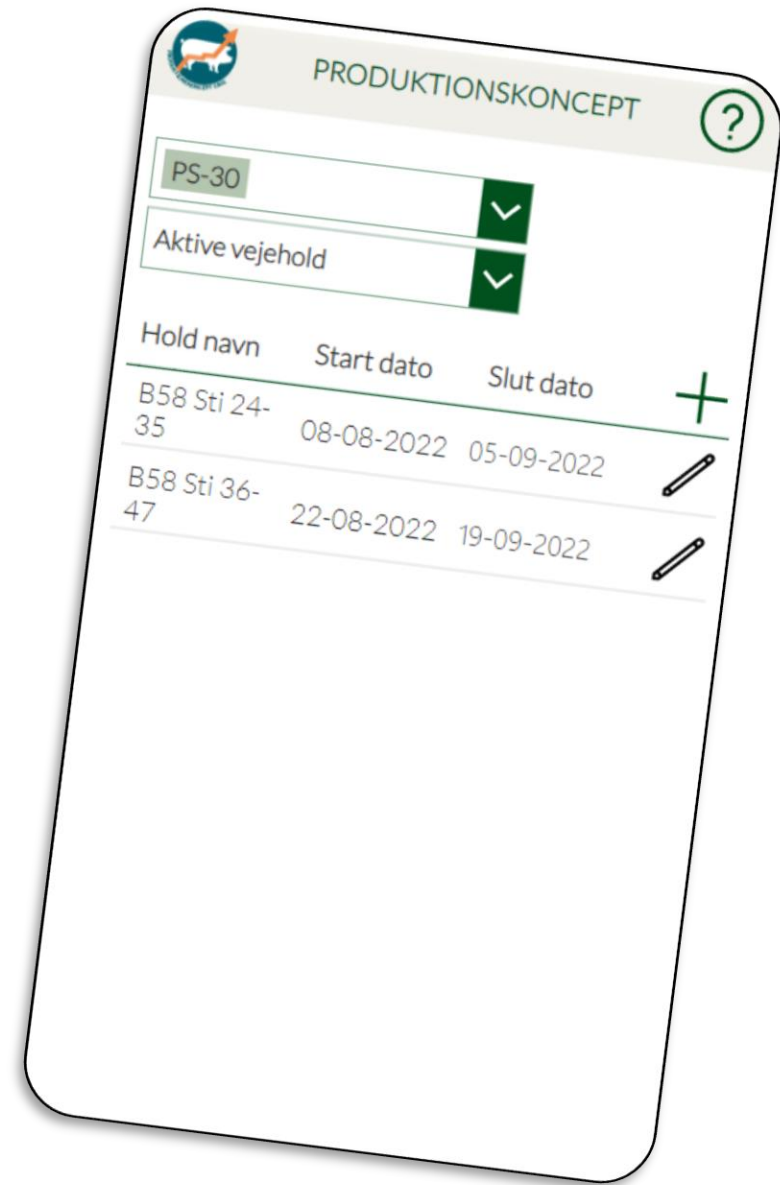 PRODUKTIONSKONCEPT
?
PS-30
Aktive vejehold
Hold navn Start dato Slut dato
B58 Sti 24-
35 08-08-2022 05-09-2022
B58 Sti 36-
47 22-08-2022 19-09-2022